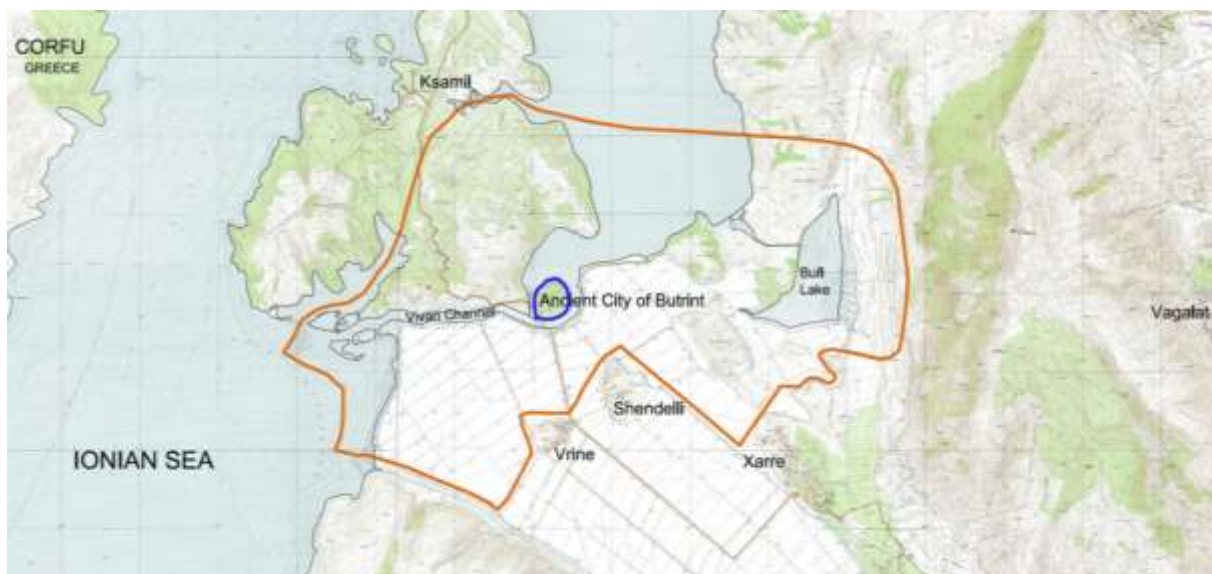 CORFU
GREECE
Ksamil
Bufi
Lake
Ancient City of Butrint
Vivari Channel
Vagalat
Shendelli
IONIAN SEA
Vrine
Xarre